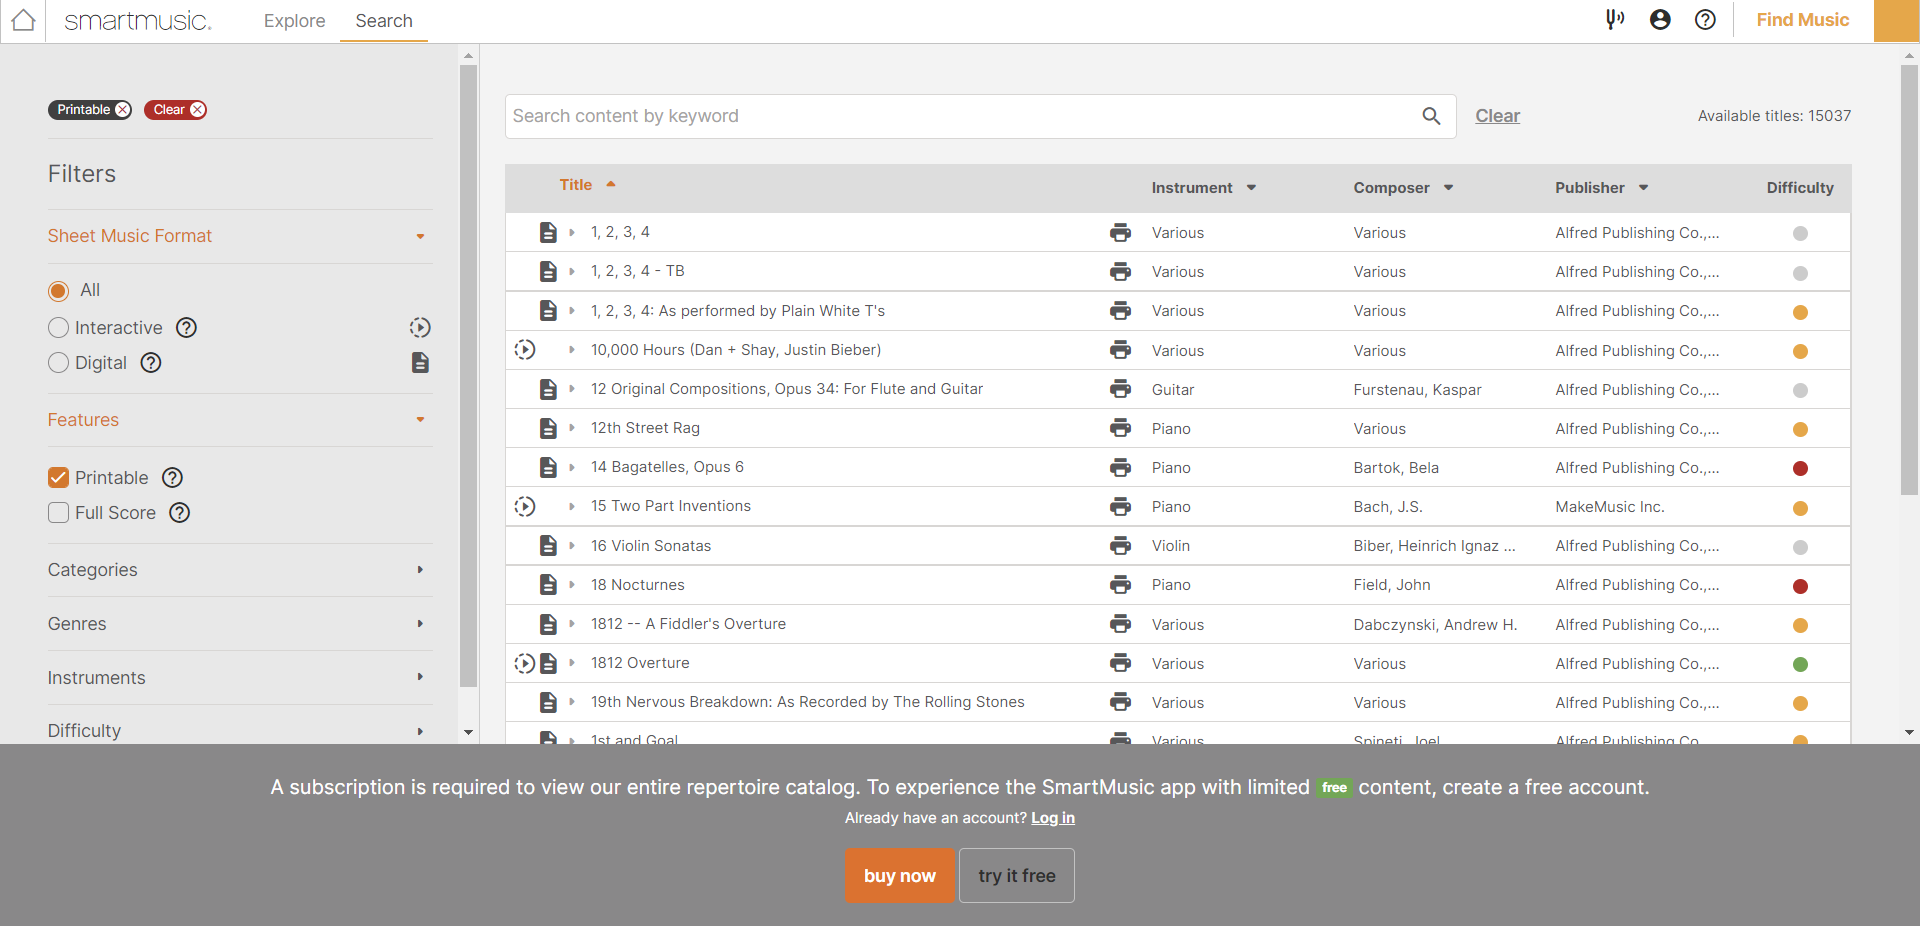 smartmusic.
Explore
Search
Find Music
Printable
Clear
Filters
Sheet Music Format
All
Interactive
Digital
Features
Printable
Full Score
Categories
Genres
Instruments
Difficulty
Search content by keyword
Clear
Available titles: 15037
Title Instrument Composer Publisher Difficulty
1, 2, 3, 4 Various Various Alfred Publishing Co.,...
1, 2, 3, 4 - TB Various Various Alfred Publishing Co.,...
1, 2, 3, 4: As performed by Plain White T's Various Various Alfred Publishing Co.,...
10,000 Hours (Dan + Shay, Justin Bieber) Various Various Alfred Publishing Co.,...
12 Original Compositions, Opus 34: For Flute and Guitar Guitar Furstenau, Kaspar Alfred Publishing Co.,...
12th Street Rag Piano Various Alfred Publishing Co.,...
14 Bagatelles, Opus 6 Piano Bartok, Bela Alfred Publishing Co.,...
15 Two Part Inventions Piano Bach, J.S. MakeMusic Inc.
16 Violin Sonatas Violin Biber, Heinrich Ignaz ... Alfred Publishing Co.,...
18 Nocturnes Piano Field, John Alfred Publishing Co.,...
1812 -- A Fiddler's Overture Various Dabczynski, Andrew H. Alfred Publishing Co.,...
1812 Overture Various Various Alfred Publishing Co.,...
19th Nervous Breakdown: As Recorded by The Rolling Stones Various Various Alfred Publishing Co.,...
1st and Goal Various Spineti, Joel Alfred Publishing Co.,...
A subscription is required to view our entire repertoire catalog. To experience the SmartMusic app with limited free content, create a free account.
Already have an account? Log in
buy now
try it free